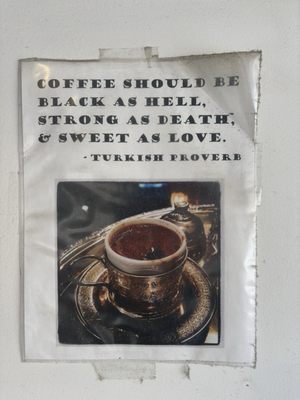 COFFEE SHOULD BE
BLACK AS HELL,
STRONG AS DEATH,
& SWEET AS LOVE.
- TURKISH PROVERB